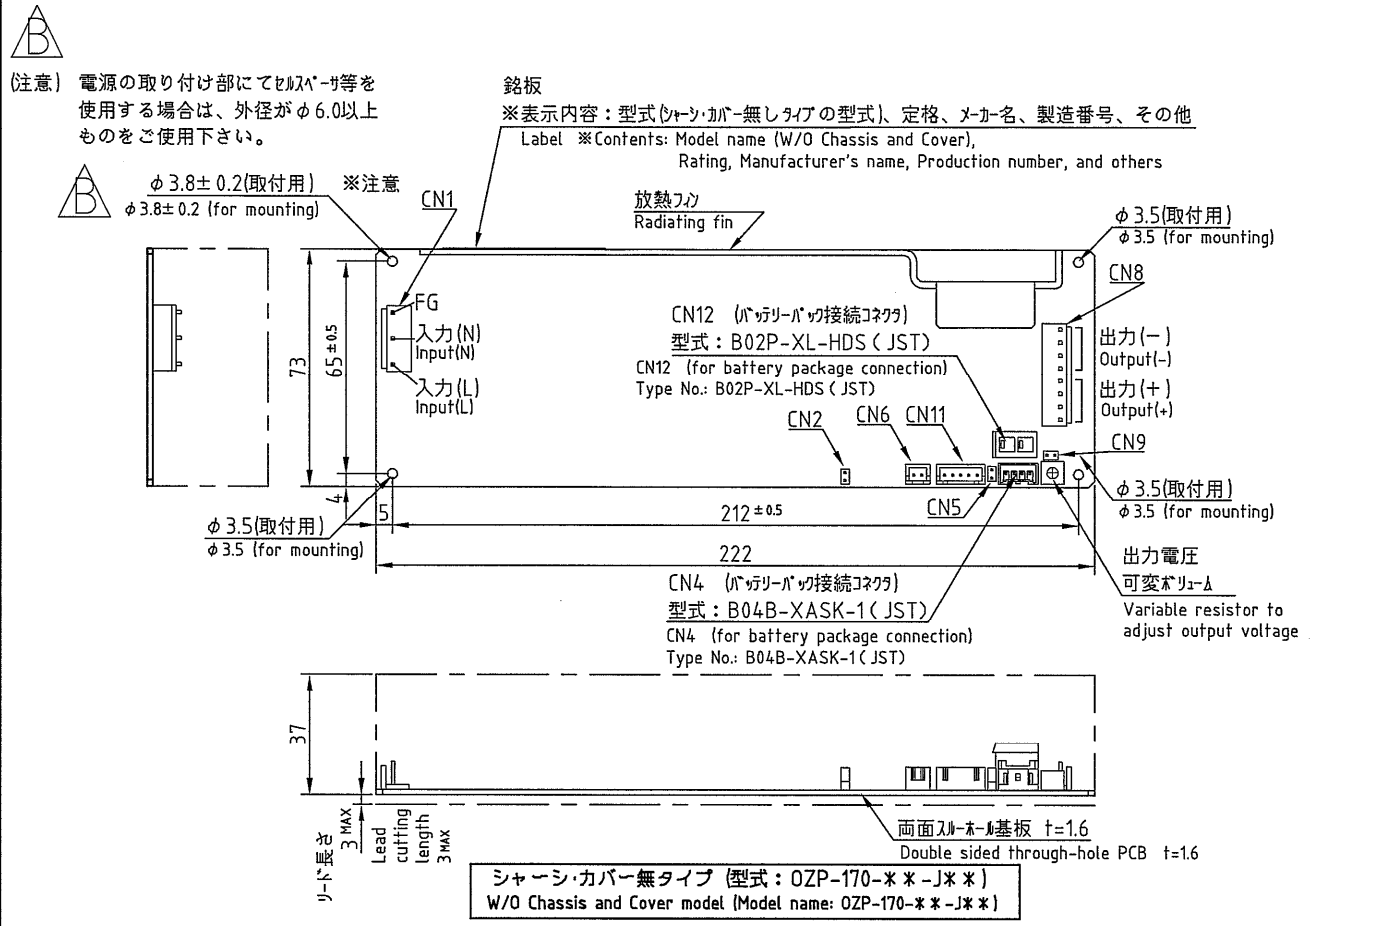 B
(注意) 電源の取り付け部にてセルスペーサ等を
使用する場合は、外径がφ6.0以上
ものをご使用下さい。
銘板
※表示内容：型式(シャーシ・カバー無しタイプの型式)、定格、メーカー名、製造番号、その他
Label ※Contents: Model name (W/O Chassis and Cover),
Rating, Manufacturer's name, Production number, and others
B
φ3.8±0.2(取付用) ※注意
φ3.8±0.2 (for mounting)
CN1
放熱フィン
Radiating fin
φ3.5(取付用)
φ3.5 (for mounting)
CN8
FG
入力(N)
Input(N)
入力(L)
Input(L)
73
65±0.5
4
CN12 (バッテリーパック接続コネクタ)
型式：B02P-XL-HDS(JST)
CN12 (for battery package connection)
Type No.: B02P-XL-HDS(JST)
出力(-)
Output(-)
出力(+)
Output(+)
CN2
CN6
CN11
CN9
CN5
φ3.5(取付用)
φ3.5 (for mounting)
φ3.5(取付用)
φ3.5 (for mounting)
5
212±0.5
222
CN4 (バッテリーパック接続コネクタ)
型式：B04B-XASK-1(JST)
CN4 (for battery package connection)
Type No.: B04B-XASK-1(JST)
出力電圧
可変ボリューム
Variable resistor to
adjust output voltage
37
リード長さ
3 MAX
Lead
cutting
length
3 MAX
両面スルーホール基板 t=1.6
Double sided through-hole PCB t=1.6
シャーシ・カバー無タイプ (型式：OZP-170-＊＊-J＊＊)
W/O Chassis and Cover model (Model name: OZP-170-＊＊-J＊＊)